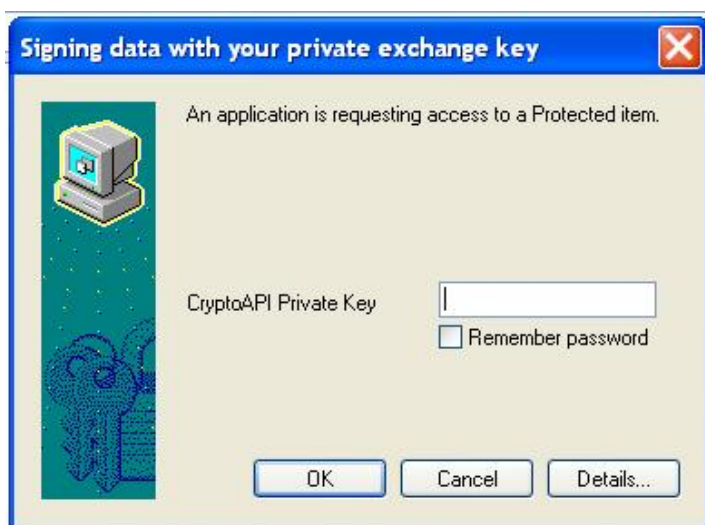 Signing data with your private exchange key
An application is requesting access to a Protected item.
CryptoAPI Private Key
Remember password
OK
Cancel
Details...